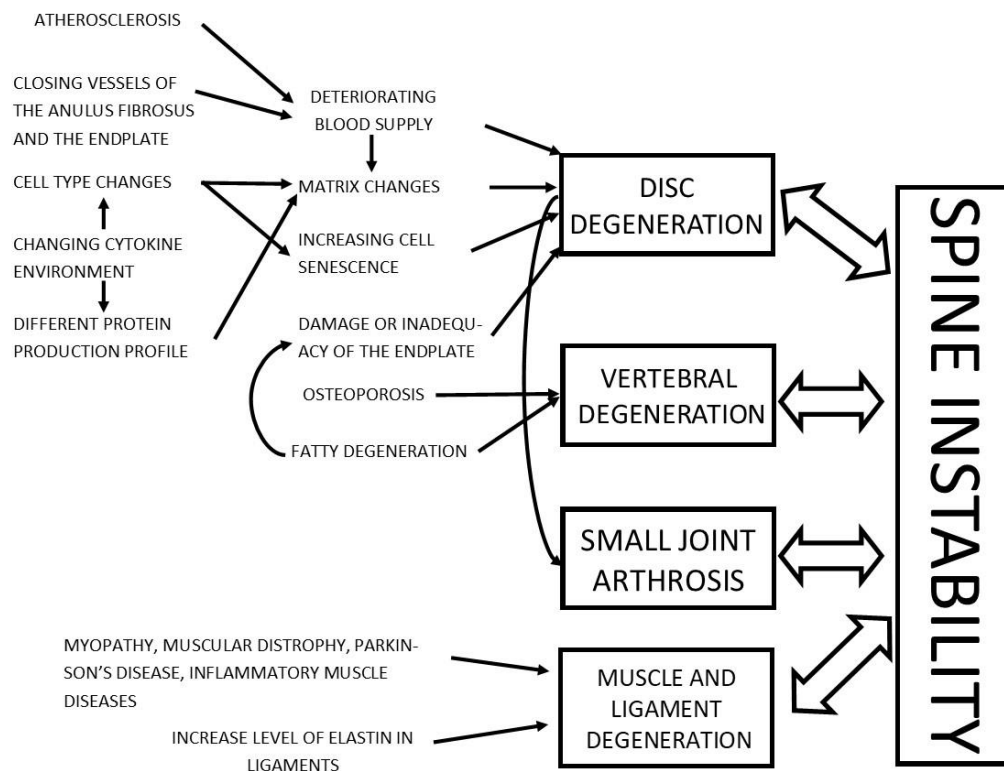 ATHEROSCLEROSIS
CLOSING VESSELS OF
THE ANULUS FIBROSUS
AND THE ENDPLATE
DETERIORATING
BLOOD SUPPLY
CELL TYPE CHANGES
MATRIX CHANGES
CHANGING CYTOKINE
ENVIRONMENT
INCREASING CELL
SENESCENCE
DIFFERENT PROTEIN
PRODUCTION PROFILE
DAMAGE OR INADEQU-
ACY OF THE ENDPLATE
OSTEOPOROSIS
FATTY DEGENERATION
DISC
DEGENERATION
VERTEBRAL
DEGENERATION
SMALL JOINT
ARTHROSIS
MYOPATHY, MUSCULAR DISTROPHY, PARKIN-
SON’S DISEASE, INFLAMMATORY MUSCLE
DISEASES
INCREASE LEVEL OF ELASTIN IN
LIGAMENTS
MUSCLE AND
LIGAMENT
DEGENERATION
SPINE INSTABILITY